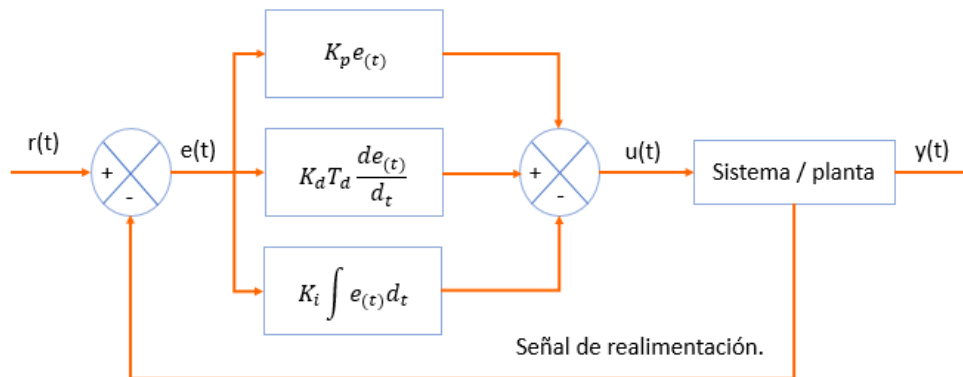 K_p e_(t)
r(t)
e(t)
+
-
K_d T_d de_(t)/d_t
+
-
u(t)
Sistema / planta
y(t)
K_i ∫ e_(t) d_t
Señal de realimentación.